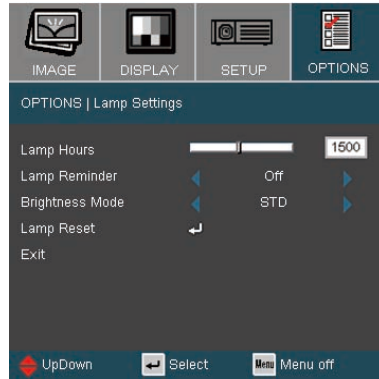 IMAGE DISPLAY SETUP OPTIONS
OPTIONS | Lamp Settings
Lamp Hours 1500
Lamp Reminder Off
Brightness Mode STD
Lamp Reset
Exit
UpDown Select Menu Menu off